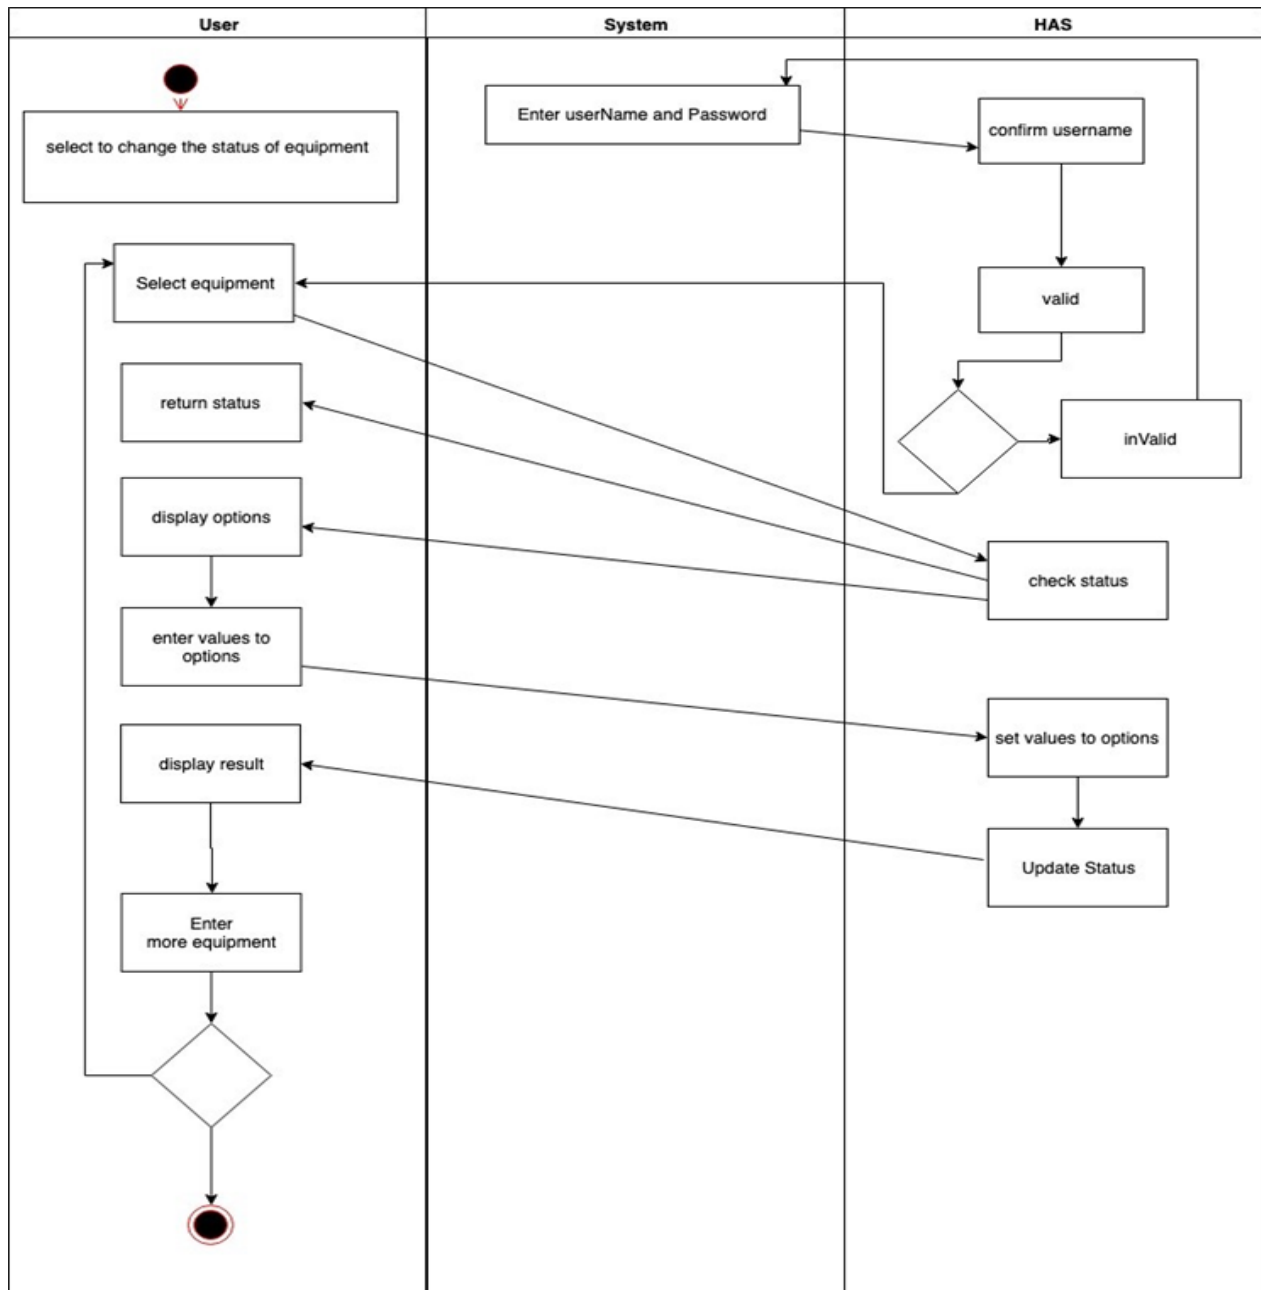 User
System
HAS
select to change the status of equipment
Enter userName and Password
confirm username
Select equipment
valid
return status
inValid
display options
check status
enter values to
options
set values to options
display result
Update Status
Enter
more equipment